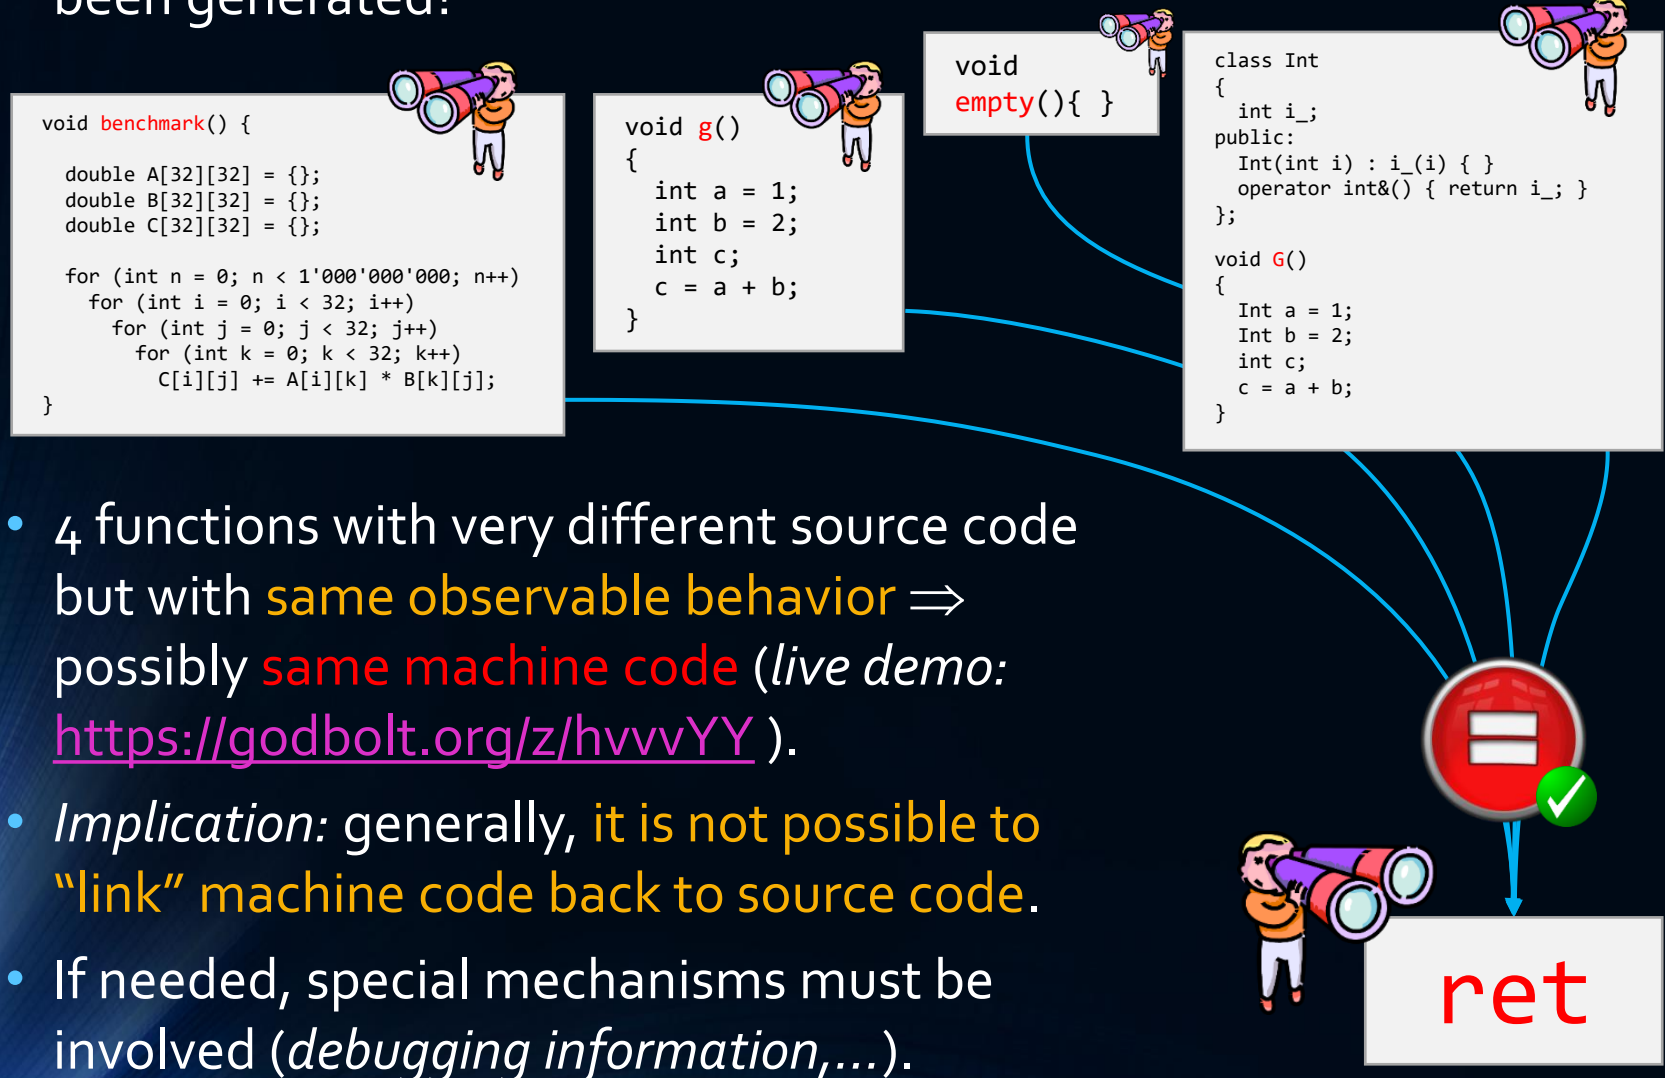 been generated!
void benchmark() {
double A[32][32] = {};
double B[32][32] = {};
double C[32][32] = {};
for (int n = 0; n < 1'000'000'000; n++)
for (int i = 0; i < 32; i++)
for (int j = 0; j < 32; j++)
for (int k = 0; k < 32; k++)
C[i][j] += A[i][k] * B[k][j];
}
void g()
{
int a = 1;
int b = 2;
int c;
c = a + b;
}
void
empty(){ }
class Int
{
int i_;
public:
Int(int i) : i_(i) { }
operator int&() { return i_; }
};
void G()
{
Int a = 1;
Int b = 2;
int c;
c = a + b;
}
• 4 functions with very different source code
but with same observable behavior ⇒
possibly same machine code (live demo:
https://godbolt.org/z/hvvvYY ).
• Implication: generally, it is not possible to
“link” machine code back to source code.
• If needed, special mechanisms must be
involved (debugging information,...).
ret